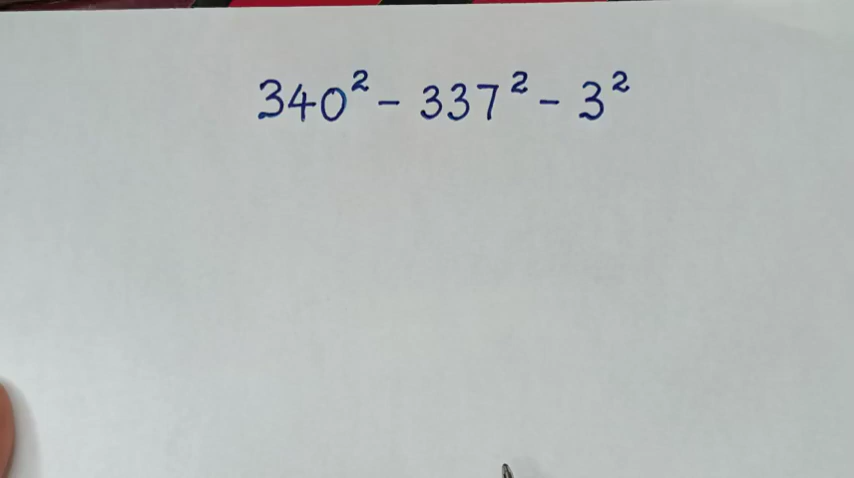 340² - 337² - 3²